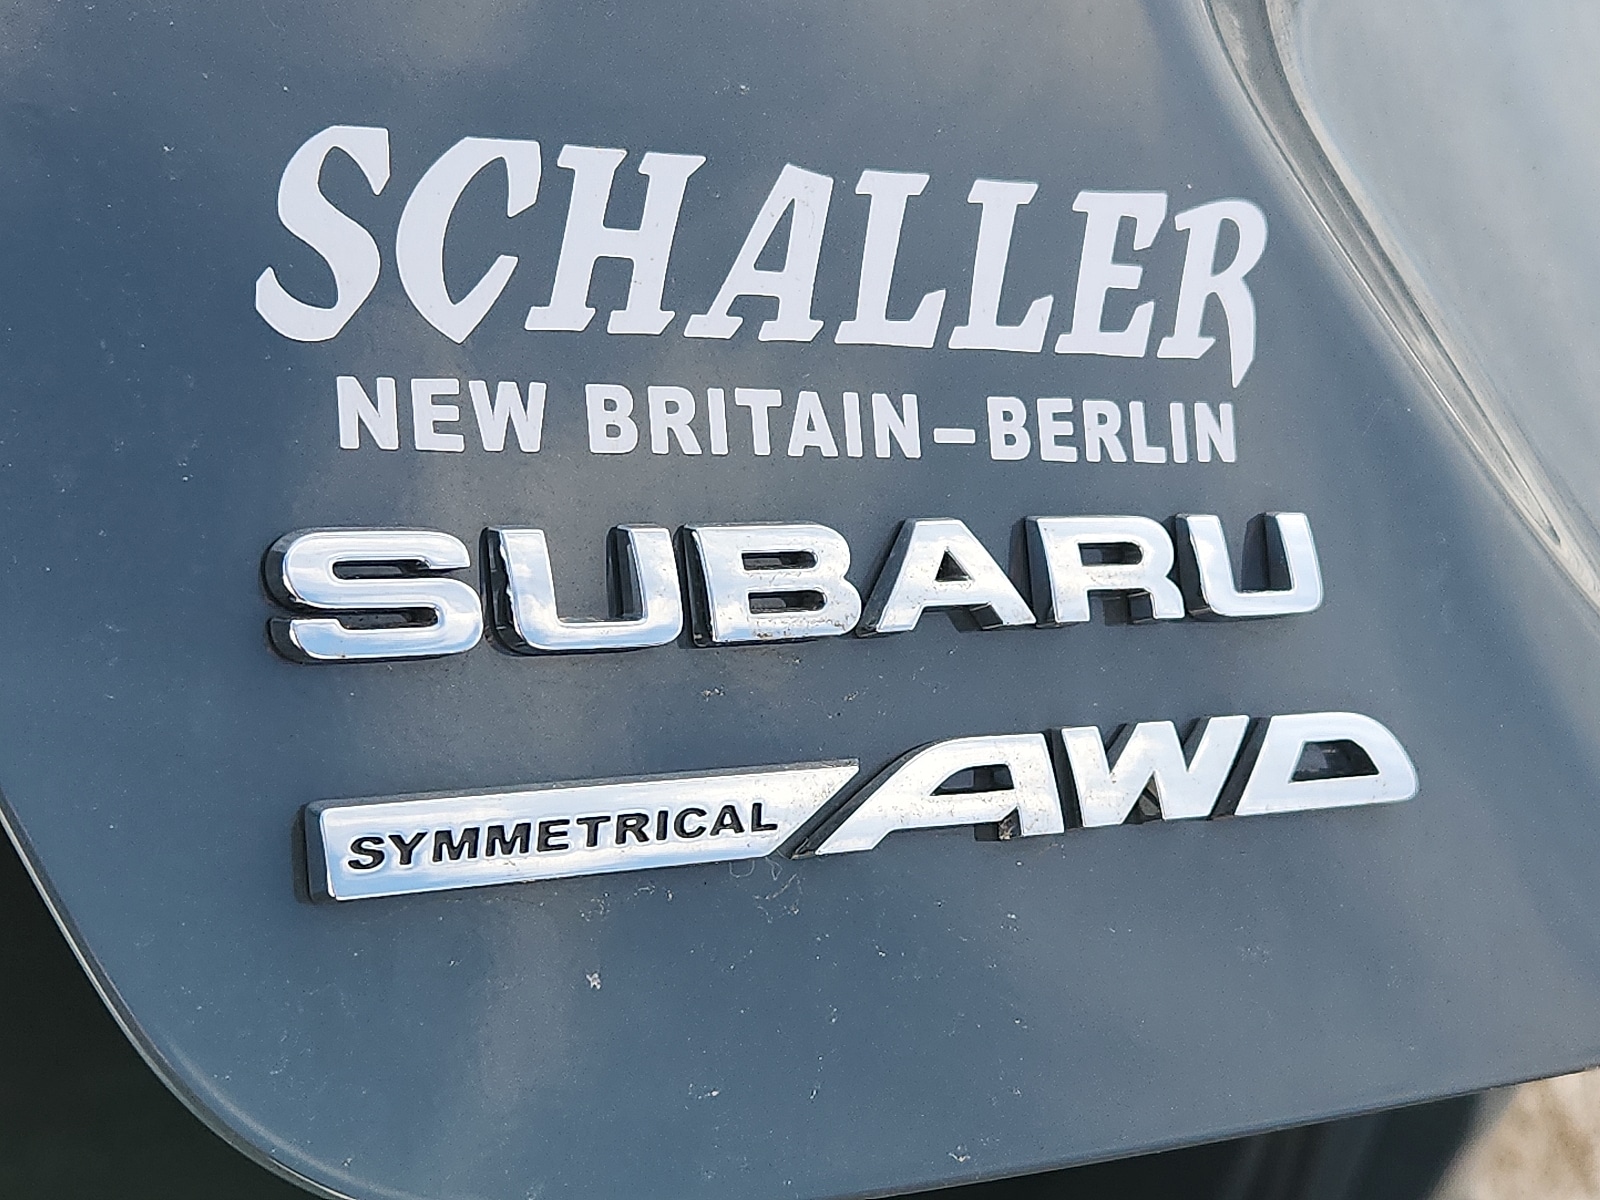 SCHALLER
NEW BRITAIN-BERLIN
SUBARU
SYMMETRICAL AWD